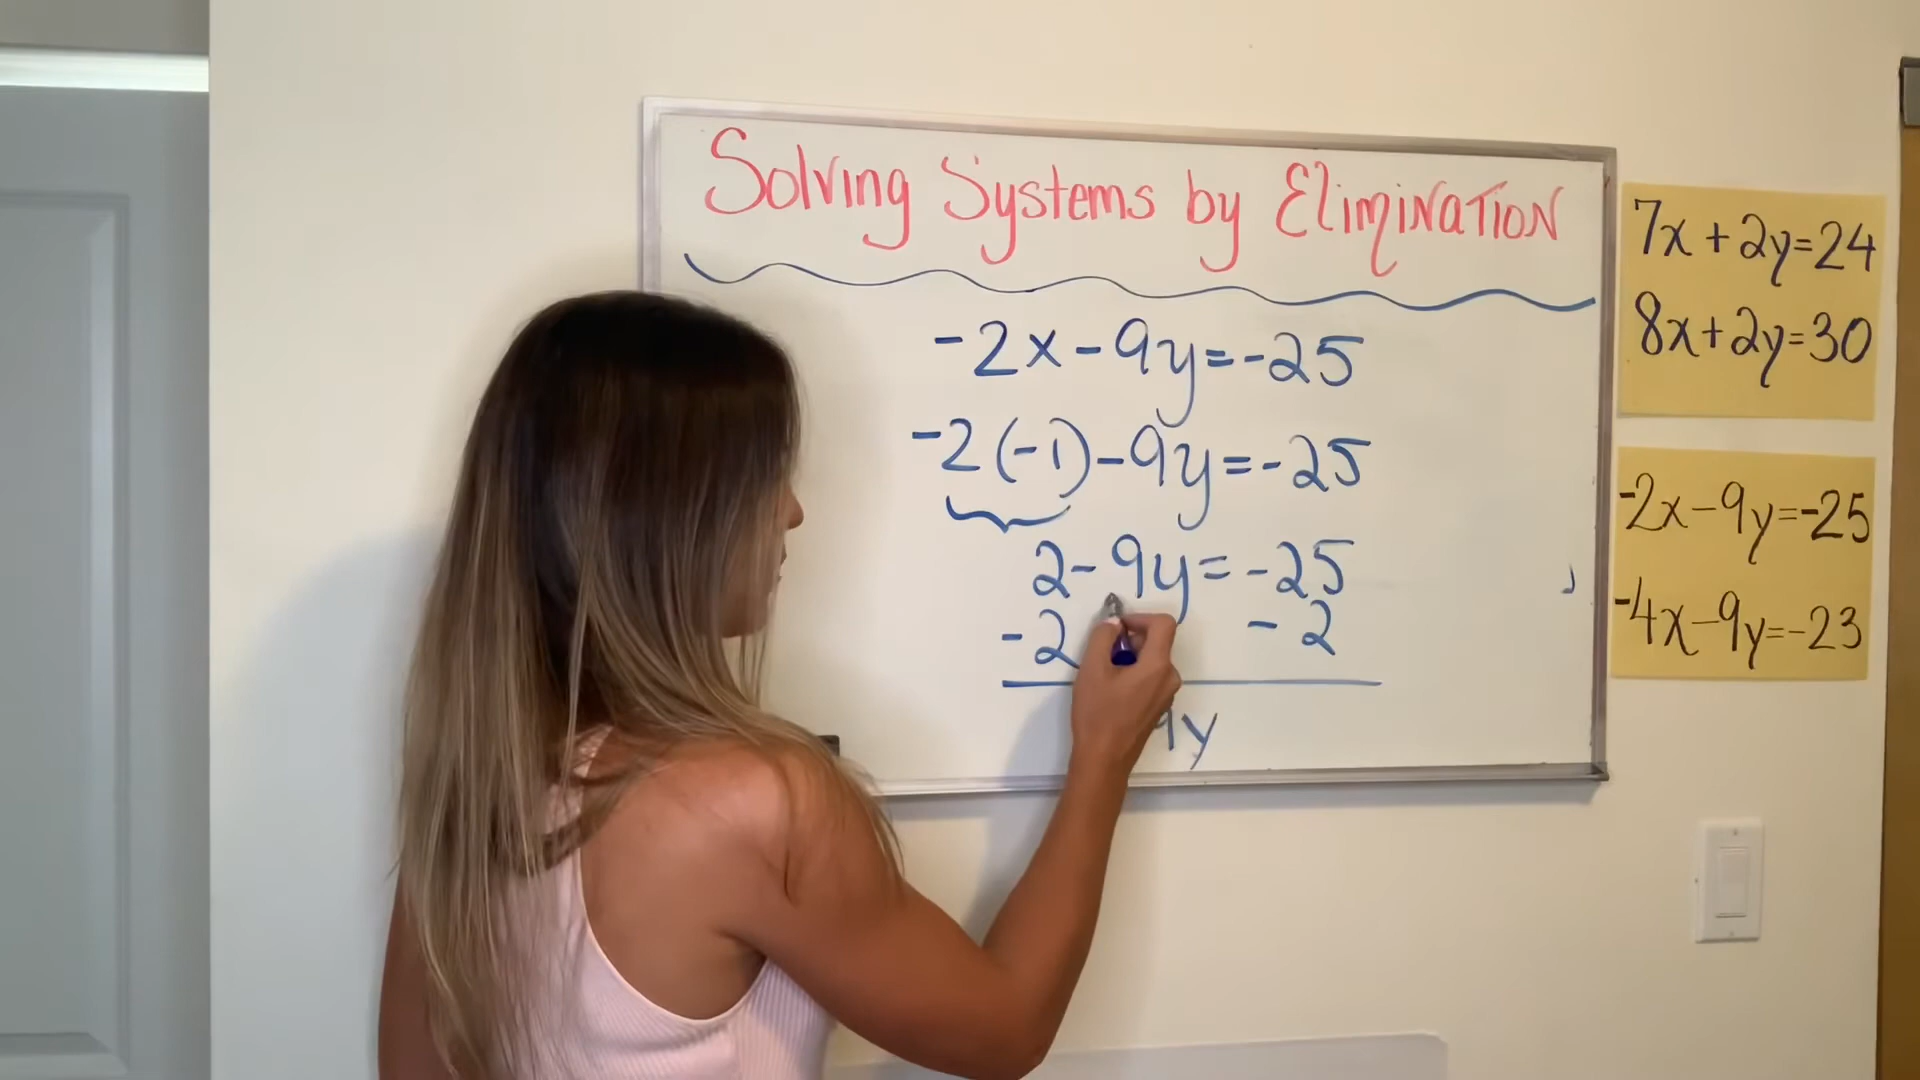 Solving Systems by Elimination
-2x-9y=-25
-2(-1)-9y=-25
2-9y=-25
-2 -2
9y
7x+2y=24
8x+2y=30
-2x-9y=-25
-4x-9y=-23